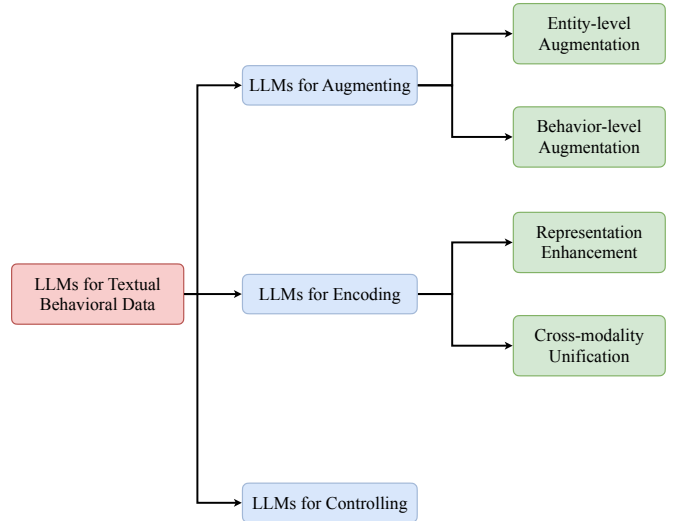 Entity-level
Augmentation
LLMs for Augmenting
Behavior-level
Augmentation
Representation
Enhancement
LLMs for Textual
Behavioral Data
LLMs for Encoding
Cross-modality
Unification
LLMs for Controlling